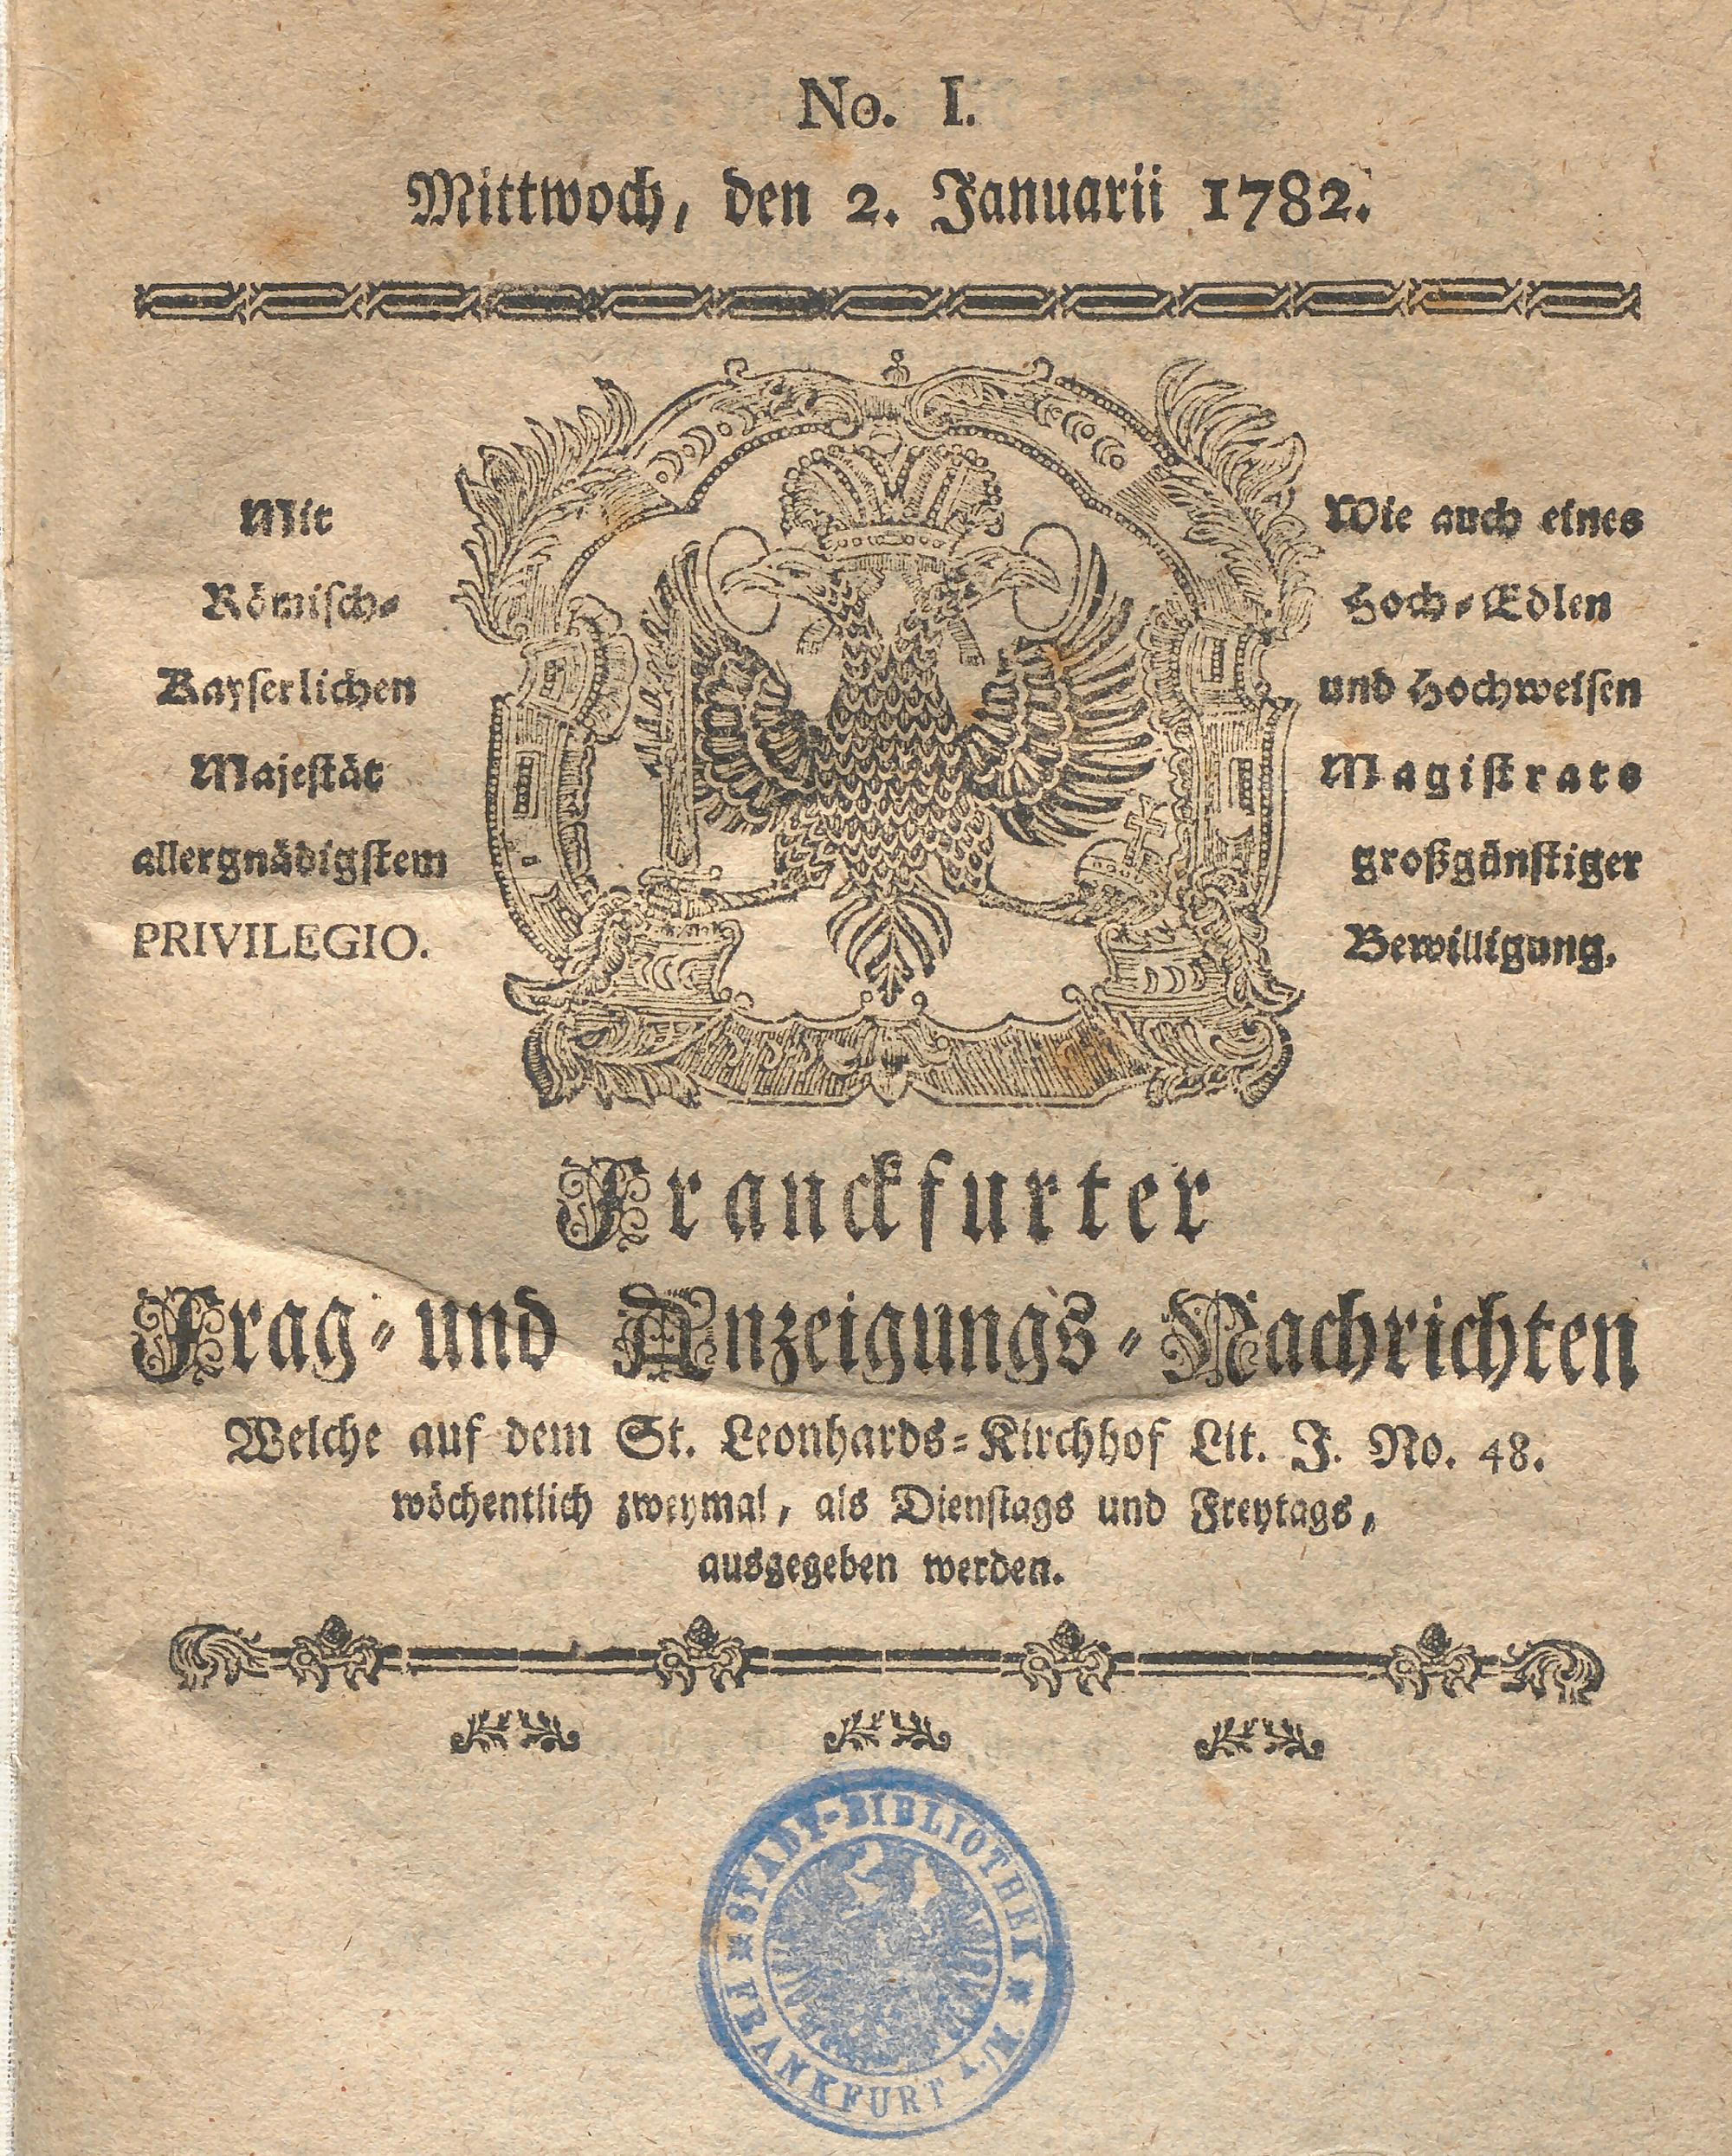 No. I.
Mittwoch, den 2. Januarii 1782.
Mit
Römisch-
Kayserlichen
Majestät
allergnädigstem
PRIVILEGIO.
Wie auch eines
Hoch-Edlen
und Hochweisen
Magistrats
großgünstiger
Bewilligung.
Franckfurter
Frag- und Anzeigungs-Nachrichten
Welche auf dem St. Leonhards-Kirchhof Lit. J. No. 48.
wöchentlich zweymal, als Dienstags und Freytags,
ausgegeben werden.
STADT-BIBLIOTHEK
FRANKFURT A/M